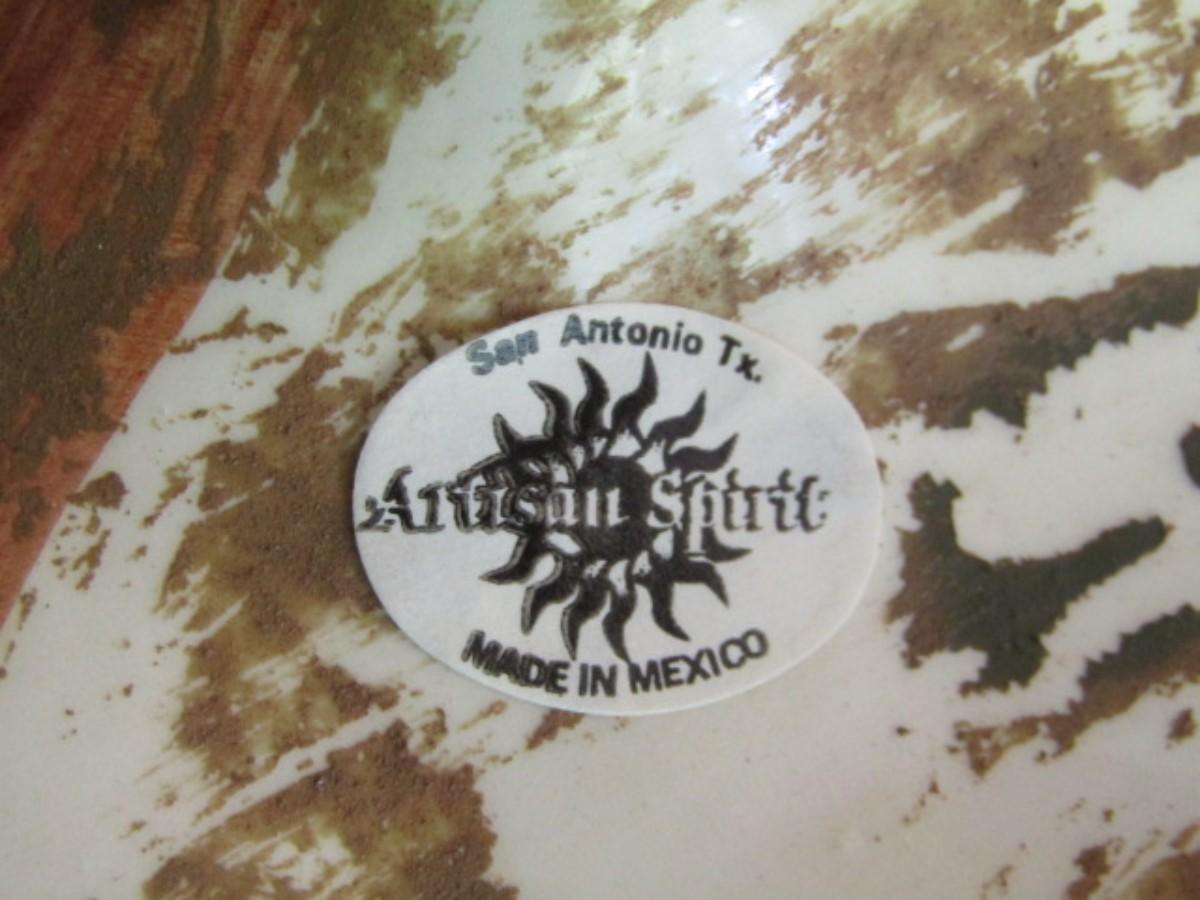 San Antonio Tx.
Artisan Spirit
MADE IN MEXICO